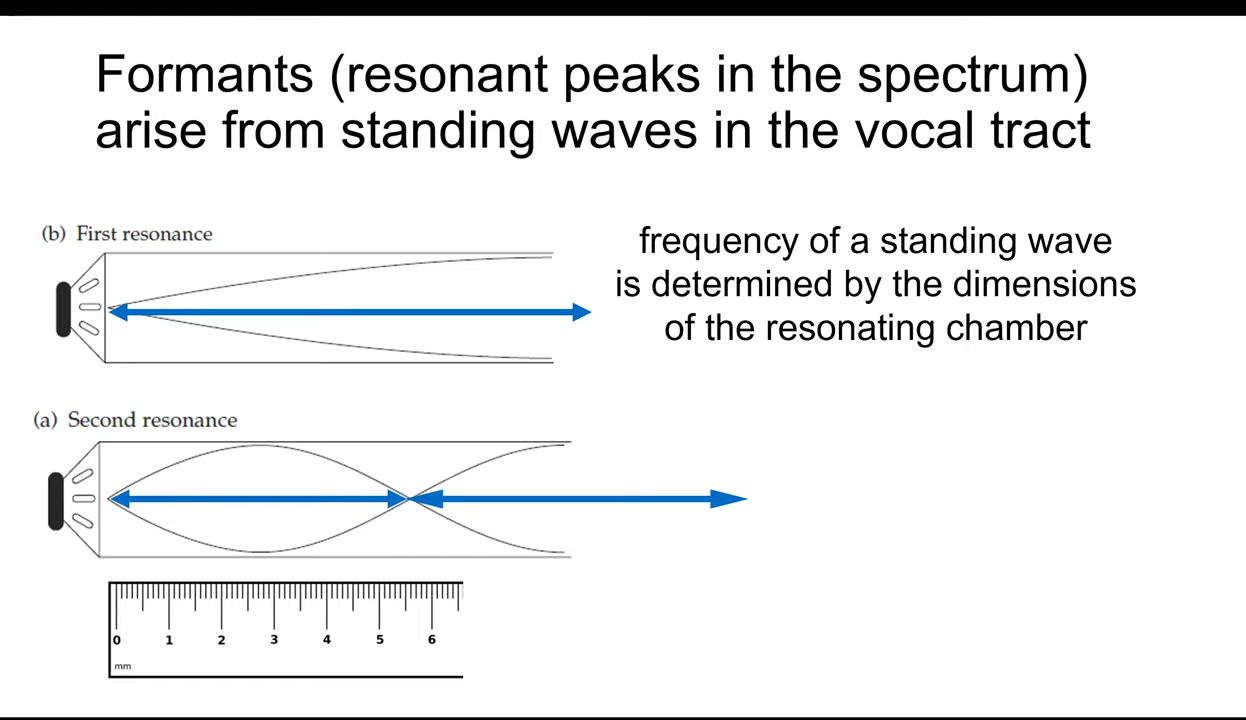 Formants (resonant peaks in the spectrum)
arise from standing waves in the vocal tract
(b) First resonance
frequency of a standing wave
is determined by the dimensions
of the resonating chamber
(a) Second resonance
0 1 2 3 4 5 6
mm